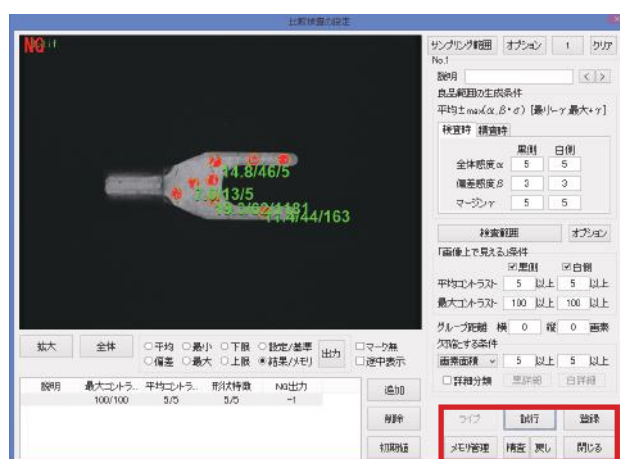 比較検査の設定
NG
14.8/46/5
サンプリング範囲 オプション 1 クリア
No.1
説明 < >
良品範囲の生成条件
平均±max(α,β*σ) [最小-γ 最大+γ]
検査時 積査時
黒側 白側
全体感度α 5 5
偏差感度β 3 3
マージンγ 5 5
検査範囲 オプション
「画像上で見える」条件
黒側 白側
平均コントラスト 5 以上 5 以上
最大コントラスト 100 以上 100 以上
グループ距離 横 0 縦 0 画素
欠陥とする条件
画素面積 5 以上 5 以上
詳細分類 黒詳細 白詳細
ライブ 試行 登録
メモリ管理 精査 戻し 閉じる
拡大 全体
平均 最小 下限 設定/基準
偏差 最大 上限 結果/メモリ
出力
マーク無
途中表示
説明 最大コントラ.. 平均コントラ.. 形状特徴 NG出力
100/100 5/5 5/5 -1
追加
削除
初期値